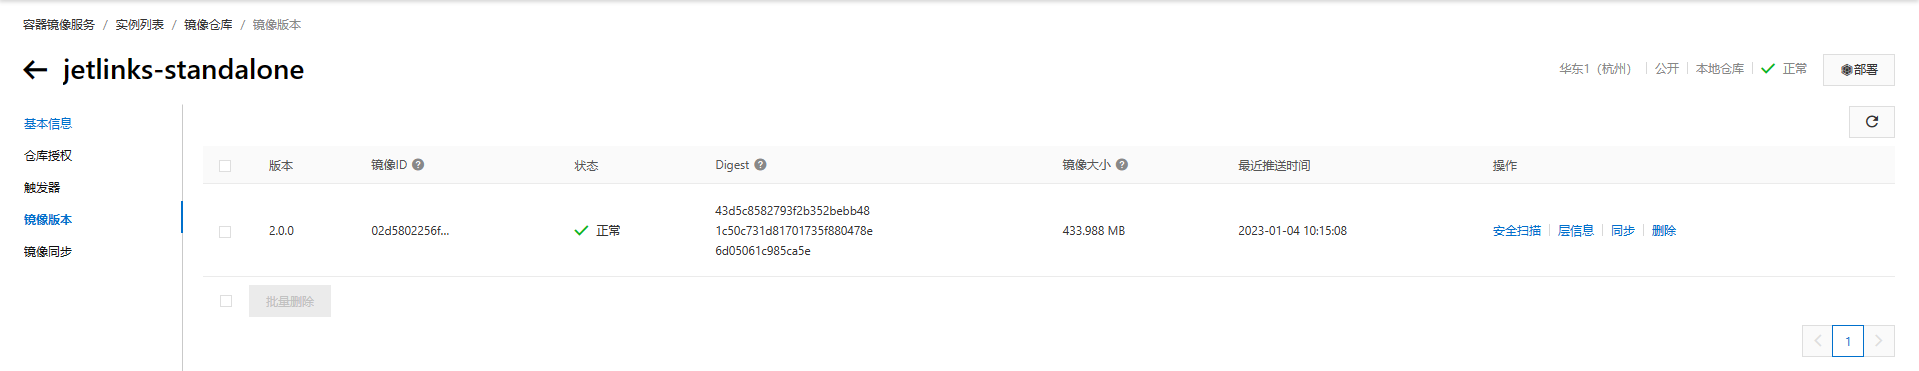 容器镜像服务 / 实例列表 / 镜像仓库 / 镜像版本
jetlinks-standalone
华东1（杭州） 公开 本地仓库 正常 部署
基本信息
仓库授权
触发器
镜像版本
镜像同步
版本 镜像ID 状态 Digest 镜像大小 最近推送时间 操作
2.0.0 02d5802256f... 正常 43d5c8582793f2b352bebb48
1c50c731d81701735f880478e
6d05061c985ca5e 433.988 MB 2023-01-04 10:15:08 安全扫描 层信息 同步 删除
批量删除
1